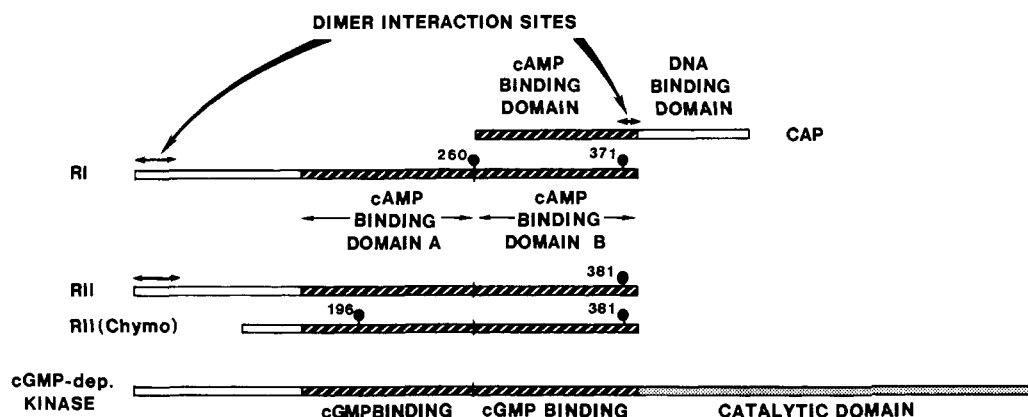 DIMER INTERACTION SITES
cAMP
BINDING
DOMAIN
DNA
BINDING
DOMAIN
CAP
260
371
RI
cAMP
BINDING
DOMAIN A
cAMP
BINDING
DOMAIN B
381
RII
196
381
RII(Chymo)
cGMP-dep.
KINASE
cGMPBINDING
cGMP BINDING
CATALYTIC DOMAIN